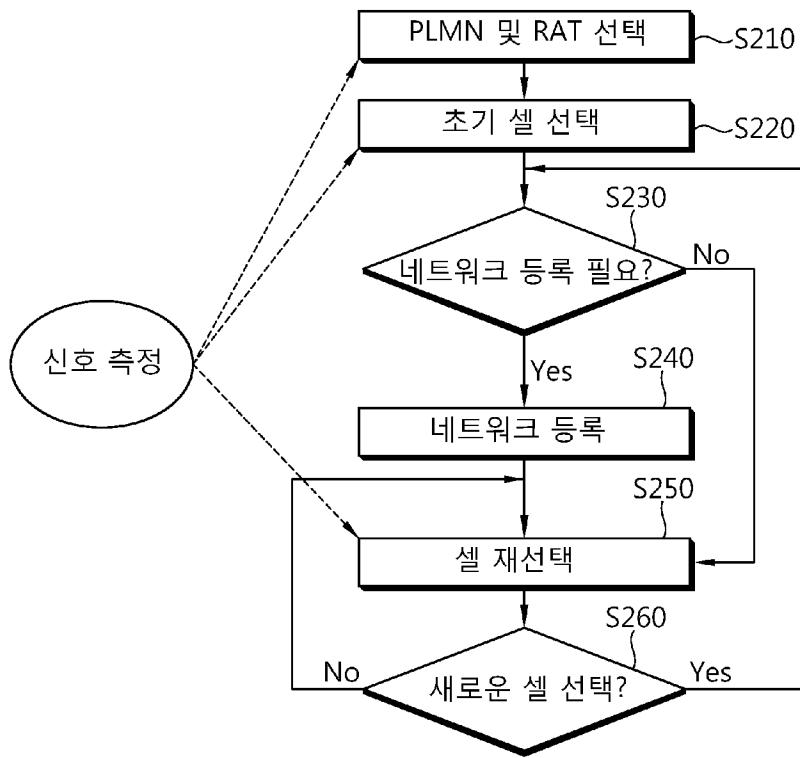 PLMN 및 RAT 선택
S210
초기 셀 선택
S220
S230
네트워크 등록 필요?
No
신호 측정
Yes
S240
네트워크 등록
S250
셀 재선택
S260
No
새로운 셀 선택?
Yes